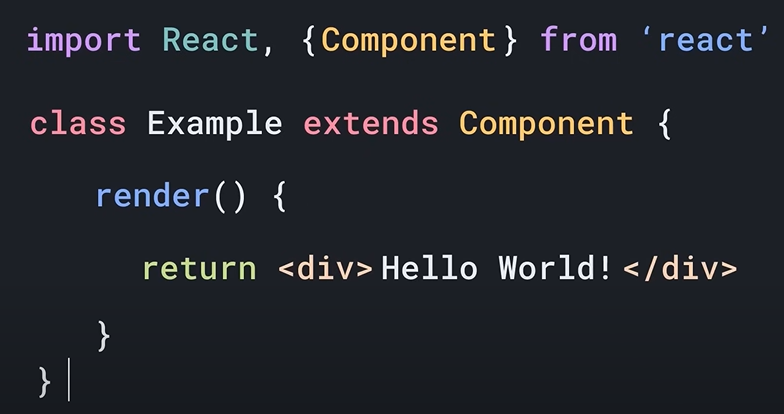 import React, {Component} from ‘react’
class Example extends Component {
render() {
return <div>Hello World!</div>
}
}